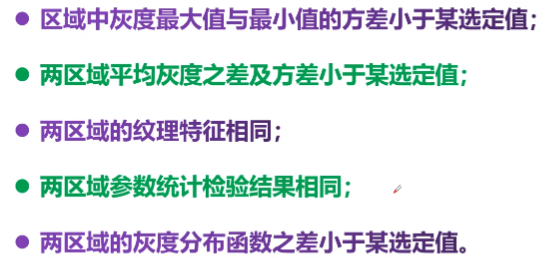 ● 区域中灰度最大值与最小值的方差小于某选定值；
● 两区域平均灰度之差及方差小于某选定值；
● 两区域的纹理特征相同；
● 两区域参数统计检验结果相同；
● 两区域的灰度分布函数之差小于某选定值。